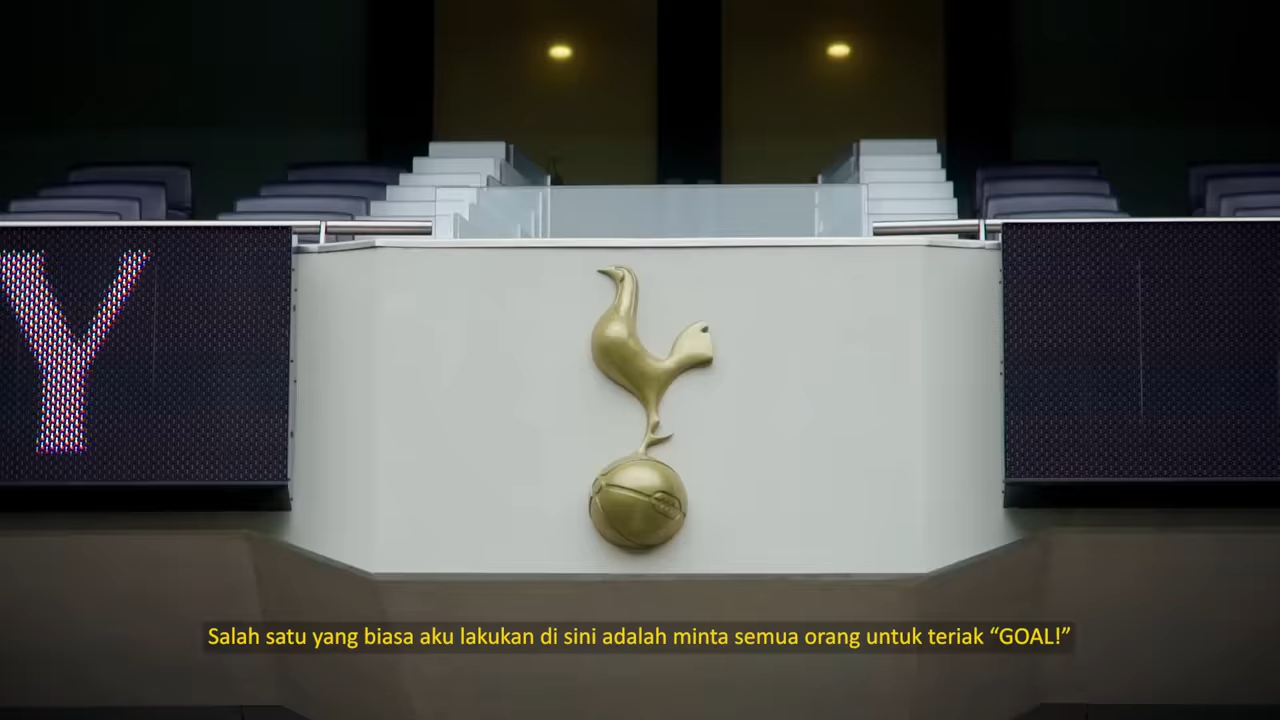 Y
Salah satu yang biasa aku lakukan di sini adalah minta semua orang untuk teriak “GOAL!”